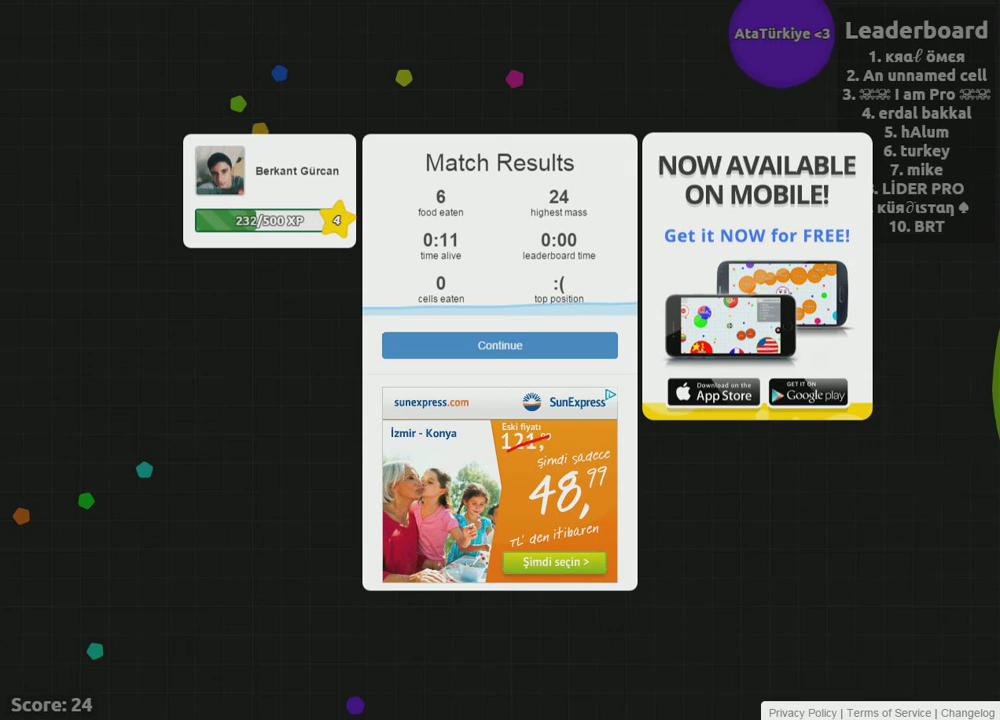 AtaTürkiye <3
Leaderboard
1. кяαℓ öмєя
2. An unnamed cell
3. ☠☠ I am Pro ☠☠
4. erdal bakkal
5. hAlum
6. turkey
7. mike
8. LİDER PRO
кüя∂ιѕтαη ♠
10. BRT
Berkant Gürcan
232/500 XP
4
Match Results
6
24
food eaten
highest mass
0:11
0:00
time alive
leaderboard time
0
:(
cells eaten
top position
Continue
sunexpress.com
SunExpress
İzmir - Konya
Eski fiyatı
şimdi sadece
48,99
TL' den itibaren
Şimdi seçin >
NOW AVAILABLE
ON MOBILE!
Get it NOW for FREE!
Download on the
App Store
GET IT ON
Google play
Score: 24
Privacy Policy | Terms of Service | Changelog